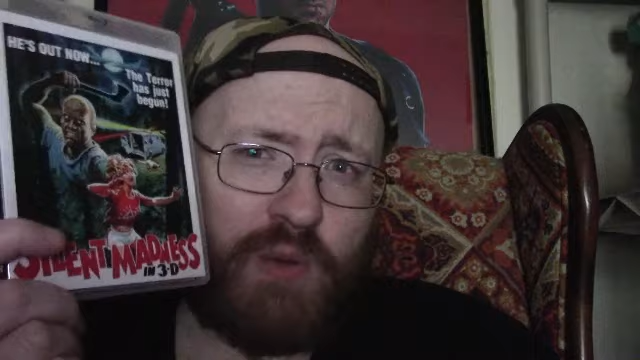 HE'S OUT NOW...
The Terror
has just
begun!
SILENT MADNESS
IN 3-D